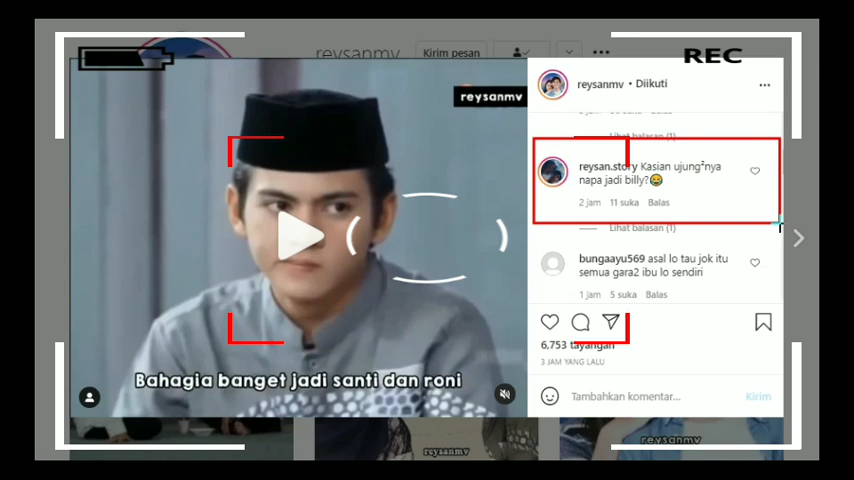 reysanmv
Kirim pesan
REC
reysanmv
reysanmv • Diikuti
Lihat balasan (1)
reysan.story Kasian ujung²nya
napa jadi billy?😂
2 jam 11 suka Balas
Lihat balasan (1)
bungaayu569 asal lo tau jok itu
semua gara2 ibu lo sendiri
1 jam 5 suka Balas
6,753 tayangan
3 JAM YANG LALU
Tambahkan komentar... Kirim
Bahagia banget jadi santi dan roni
reysanmv
reysanmv